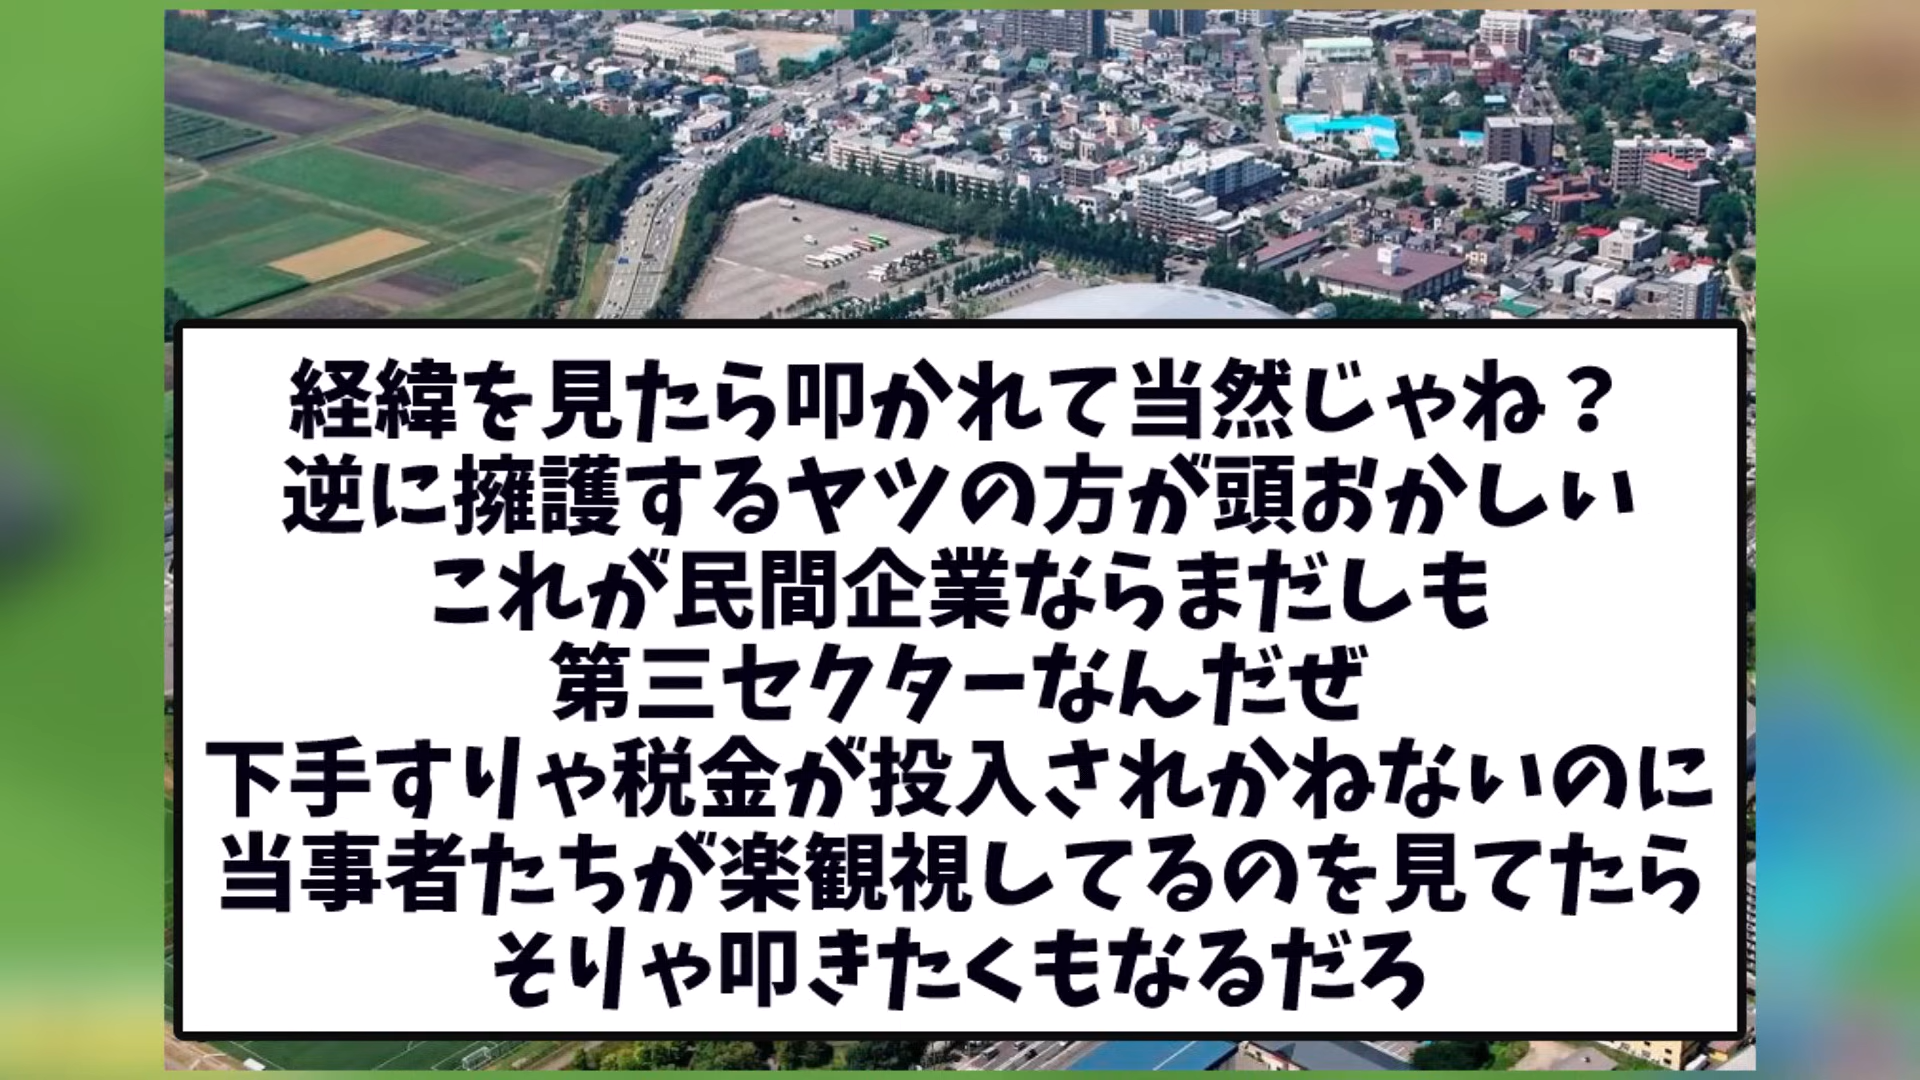 経緯を見たら叩かれて当然じゃね？
逆に擁護するヤツの方が頭おかしい
これが民間企業ならまだしも
第三セクターなんだぜ
下手すりゃ税金が投入されかねないのに
当事者たちが楽観視してるのを見てたら
そりゃ叩きたくもなるだろ